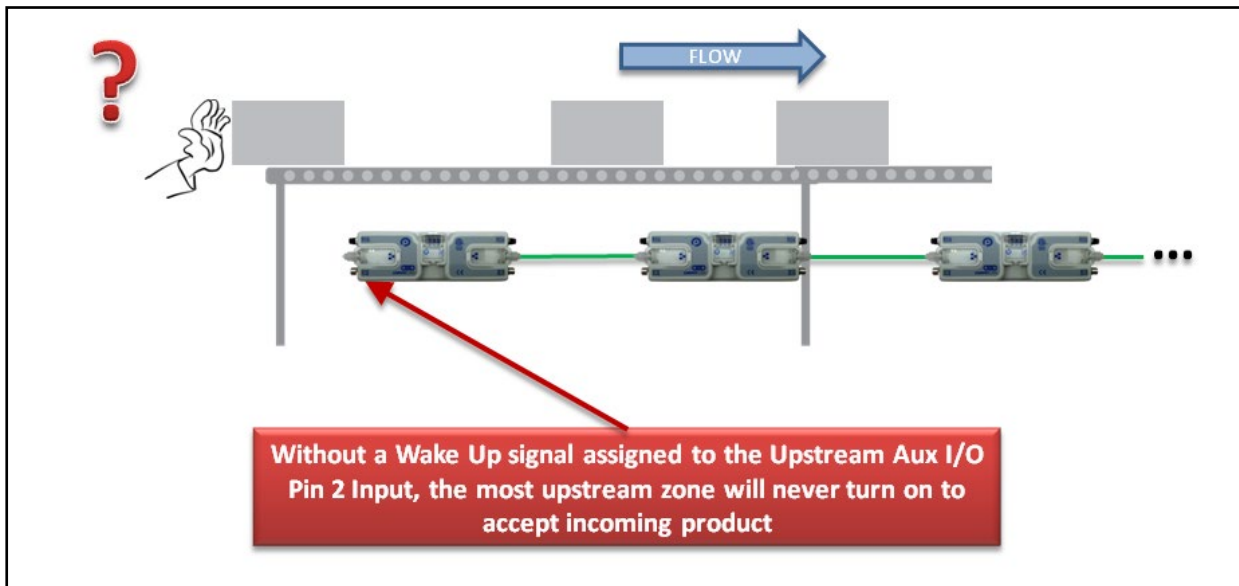 ?
FLOW
Without a Wake Up signal assigned to the Upstream Aux I/O
Pin 2 Input, the most upstream zone will never turn on to
accept incoming product